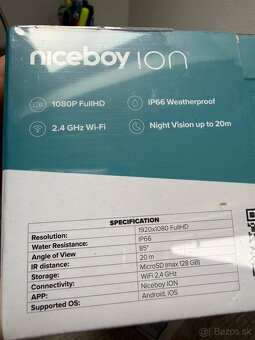 niceboy ION
1080P FullHD
IP66 Weatherproof
2.4 GHz Wi-Fi
Night Vision up to 20m
SPECIFICATION
Resolution: 1920x1080 FullHD
Water Resistance: IP66
Angle of View 85°
IR distance: 20 m
Storage: MicroSD (max 128 GB)
Connectivity: WiFi 2,4 GHz
APP: Niceboy ION
Supported OS: Android, iOS
bazos.sk